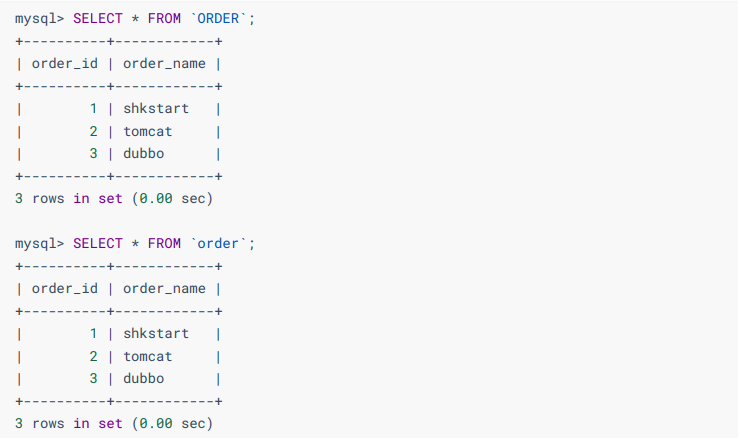 mysql> SELECT * FROM `ORDER`;
+----------+------------+
| order_id | order_name |
+----------+------------+
|        1 | shkstart   |
|        2 | tomcat     |
|        3 | dubbo      |
+----------+------------+
3 rows in set (0.00 sec)

mysql> SELECT * FROM `order`;
+----------+------------+
| order_id | order_name |
+----------+------------+
|        1 | shkstart   |
|        2 | tomcat     |
|        3 | dubbo      |
+----------+------------+
3 rows in set (0.00 sec)